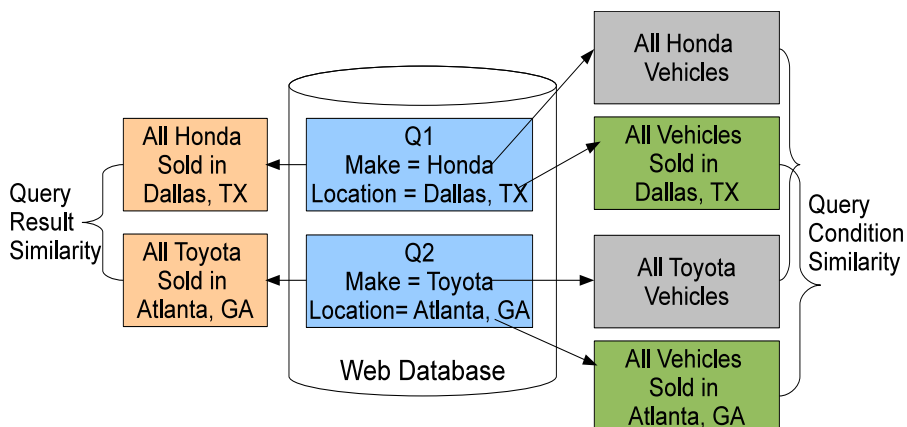 Query
Result
Similarity
All Honda
Sold in
Dallas, TX
All Toyota
Sold in
Atlanta, GA
Q1
Make = Honda
Location = Dallas, TX
Q2
Make = Toyota
Location= Atlanta, GA
Web Database
All Honda
Vehicles
All Vehicles
Sold in
Dallas, TX
All Toyota
Vehicles
All Vehicles
Sold in
Atlanta, GA
Query
Condition
Similarity